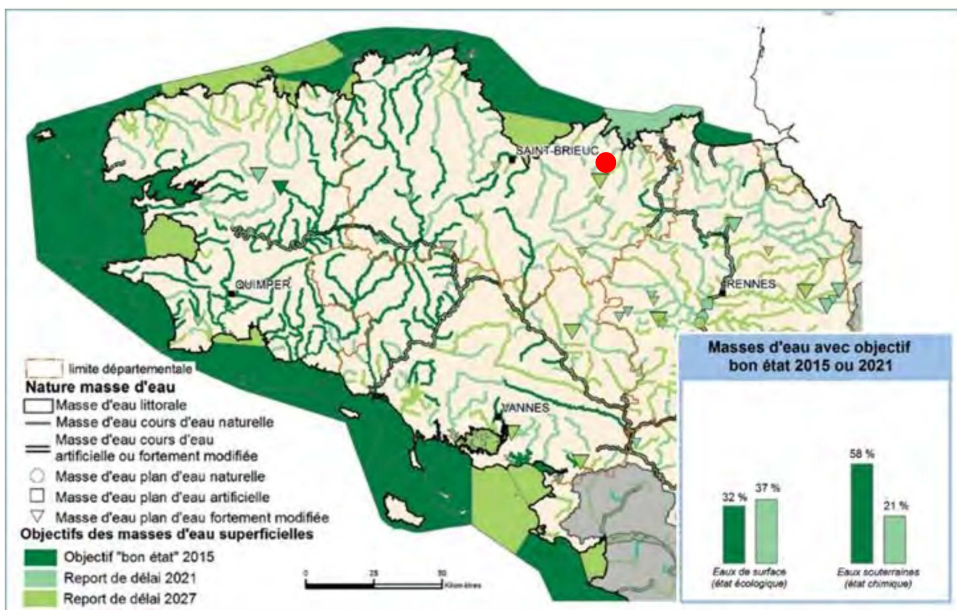 SAINT-BRIEUC
QUIMPER
RENNES
VANNES
limite départementale
Nature masse d'eau
Masse d'eau littorale
Masse d'eau cours d'eau naturelle
Masse d'eau cours d'eau
artificielle ou fortement modifiée
Masse d'eau plan d'eau naturelle
Masse d'eau plan d'eau artificielle
Masse d'eau plan d'eau fortement modifiée
Objectifs des masses d'eau superficielles
Objectif "bon état" 2015
Report de délai 2021
Report de délai 2027
0 25 50
Kilomètres
Masses d'eau avec objectif
bon état 2015 ou 2021
32 %
37 %
58 %
21 %
Eaux de surface
(état écologique)
Eaux souterraines
(état chimique)